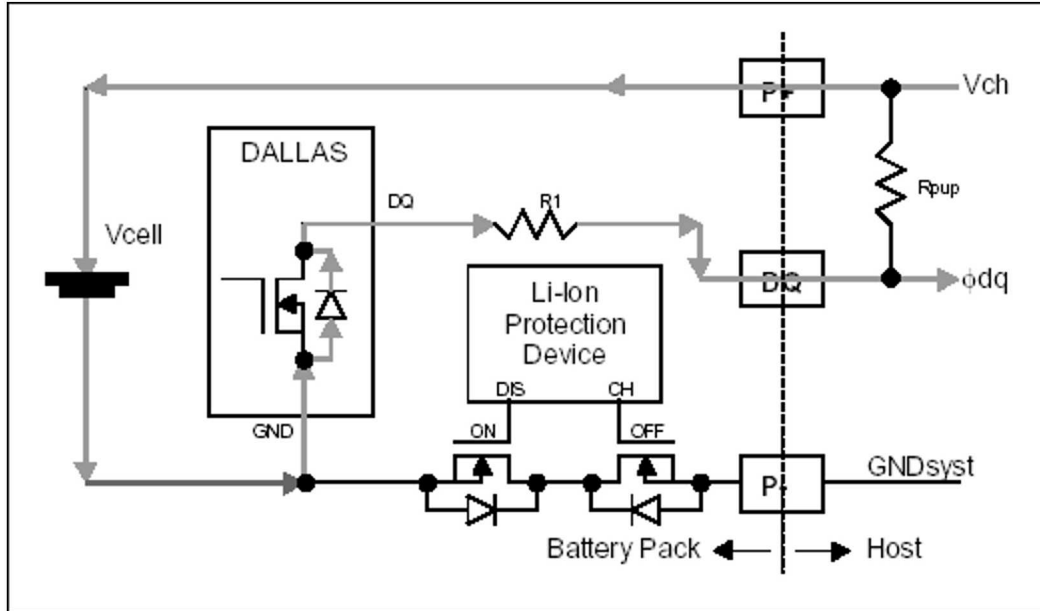 P+
Vch
DALLAS
DQ
R1
Rpup
Vcell
DQ
ϕdq
Li-Ion
Protection
Device
DIS
CH
GND
ON
OFF
GNDsyst
P-
Battery Pack
Host